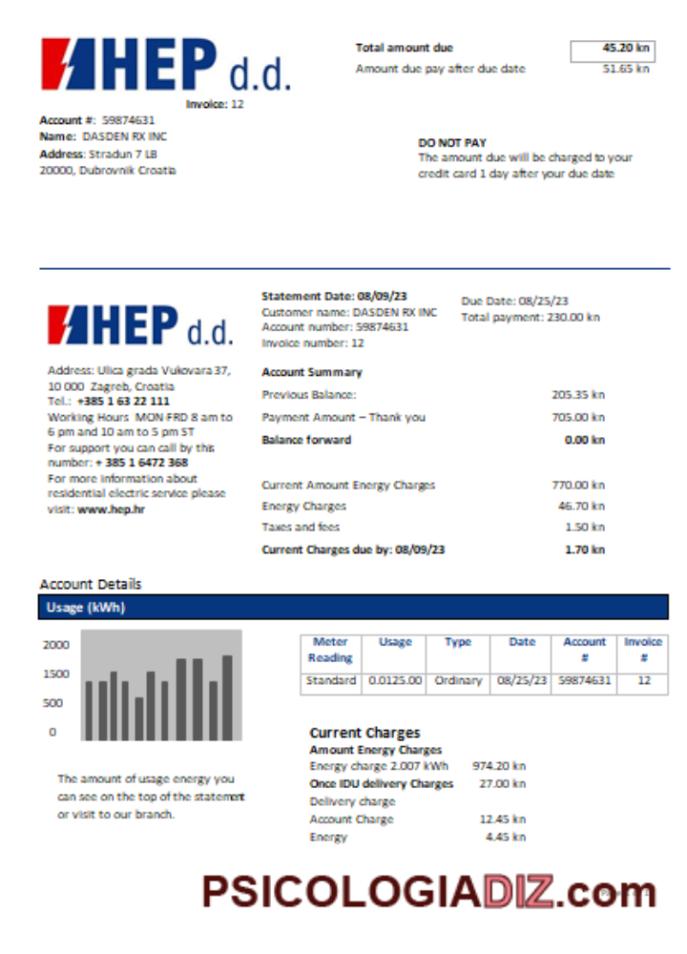 HEP d.d.
Invoice: 12
Total amount due 45.20 kn
Amount due pay after due date 51.65 kn
Account #: 59874631
Name: DASDEN RX INC
Address: Stradun 7 LB
20000, Dubrovnik Croatia
DO NOT PAY
The amount due will be charged to your
credit card 1 day after your due date
HEP d.d.
Address: Ulica grada Vukovara 37,
10 000 Zagreb, Croatia
Tel.: +385 1 63 22 111
Working Hours MON-FRD 8 am to
6 pm and 10 am to 5 pm ST
For support you can call by this
number: + 385 1 6472 368
For more information about
residential electric service please
visit: www.hep.hr
Statement Date: 08/09/23
Customer name: DASDEN RX INC
Account number: 59874631
Invoice number: 12
Due Date: 08/25/23
Total payment: 230.00 kn
Account Summary
Previous Balance: 205.35 kn
Payment Amount – Thank you 705.00 kn
Balance forward 0.00 kn
Current Amount Energy Charges 770.00 kn
Energy Charges 46.70 kn
Taxes and fees 1.50 kn
Current Charges due by: 08/09/23 1.70 kn
Account Details
Usage (kWh)
2000
1500
500
0
The amount of usage energy you
can see on the top of the statement
or visit to our branch.
Meter Reading Usage Type Date Account # Invoice #
Standard 0.0125.00 Ordinary 08/25/23 59874631 12
Current Charges
Amount Energy Charges
Energy charge 2.007 kWh 974.20 kn
Once IDU delivery Charges 27.00 kn
Delivery charge
Account Charge 12.45 kn
Energy 4.45 kn
PSICOLOGIADIZ.com